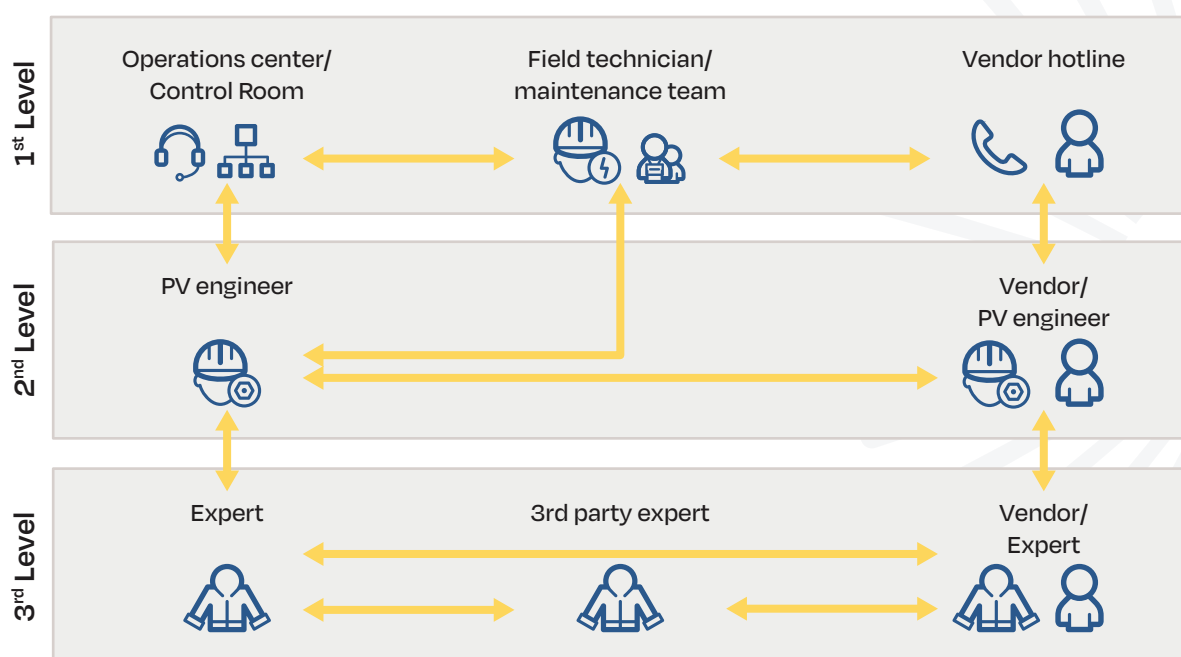 1st Level
Operations center/
Control Room
Field technician/
maintenance team
Vendor hotline
2nd Level
PV engineer
Vendor/
PV engineer
3rd Level
Expert
3rd party expert
Vendor/
Expert